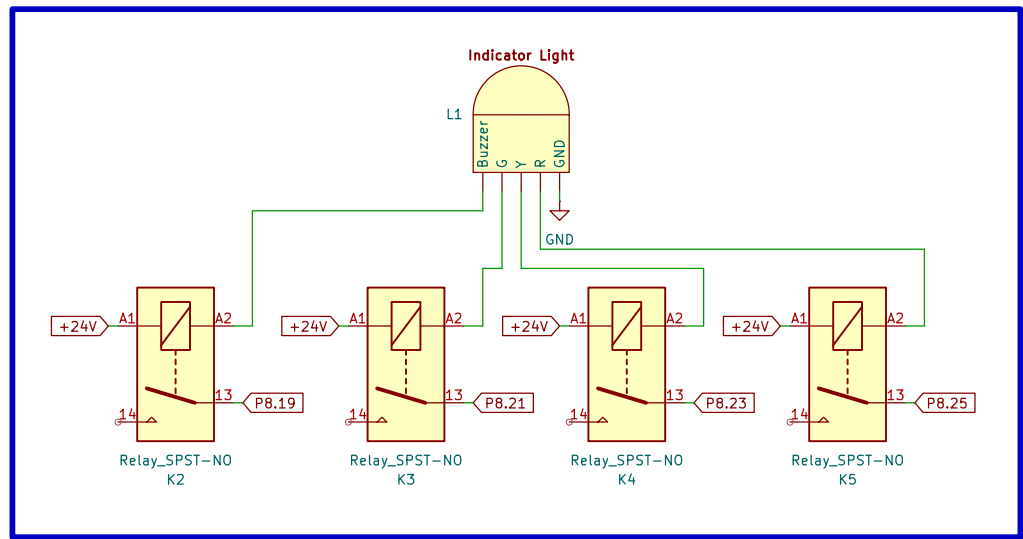 Indicator Light
L1
Buzzer
G
Y
R
GND
GND
+24V
A1
A2
14
13
P8.19
Relay_SPST-NO
K2
+24V
A1
A2
14
13
P8.21
Relay_SPST-NO
K3
+24V
A1
A2
14
13
P8.23
Relay_SPST-NO
K4
+24V
A1
A2
14
13
P8.25
Relay_SPST-NO
K5